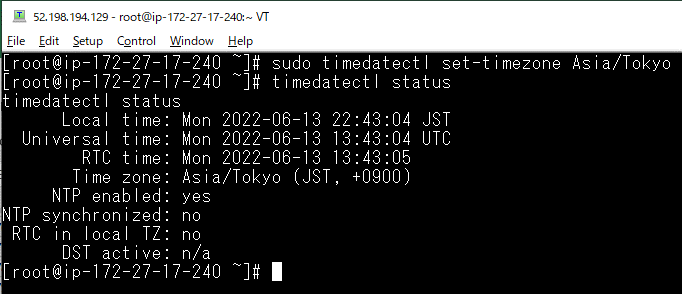 52.198.194.129 - root@ip-172-27-17-240:~ VT
File Edit Setup Control Window Help
[root@ip-172-27-17-240 ~]# sudo timedatectl set-timezone Asia/Tokyo
[root@ip-172-27-17-240 ~]# timedatectl status
timedatectl status
Local time: Mon 2022-06-13 22:43:04 JST
Universal time: Mon 2022-06-13 13:43:04 UTC
RTC time: Mon 2022-06-13 13:43:05
Time zone: Asia/Tokyo (JST, +0900)
NTP enabled: yes
NTP synchronized: no
RTC in local TZ: no
DST active: n/a
[root@ip-172-27-17-240 ~]#